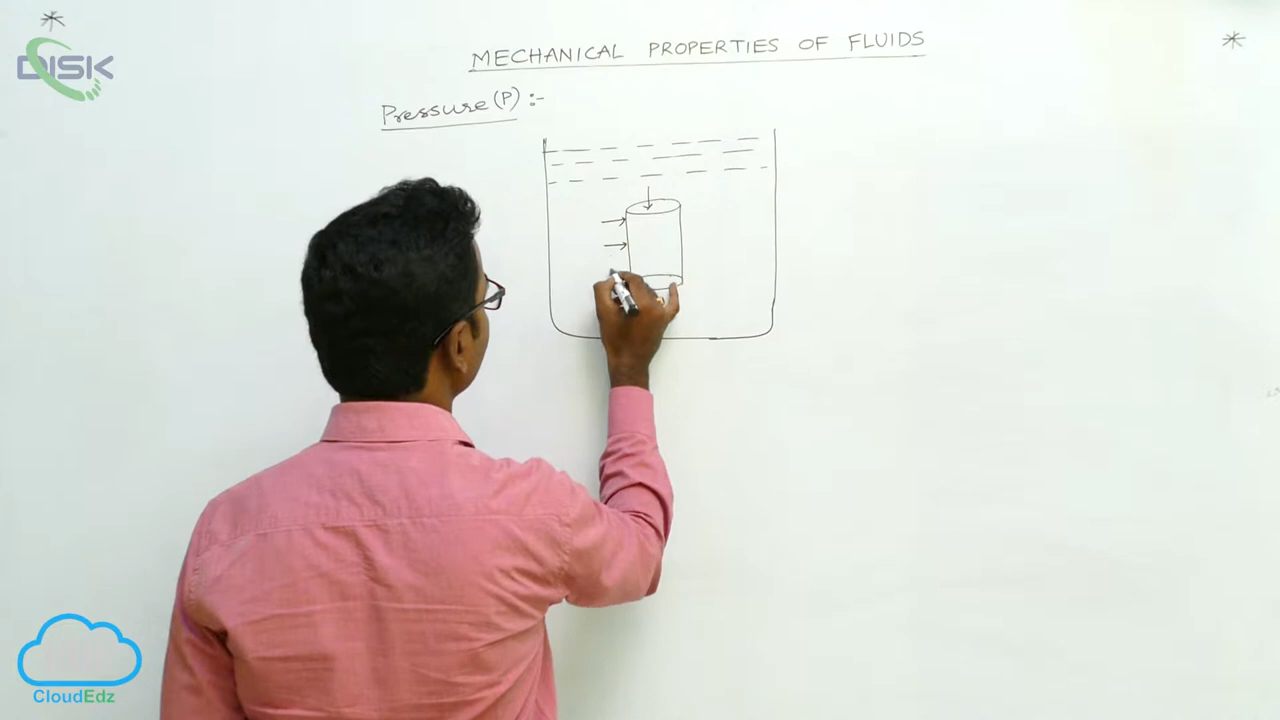 DISK
MECHANICAL PROPERTIES OF FLUIDS
Pressure (P) :-
CloudEdz